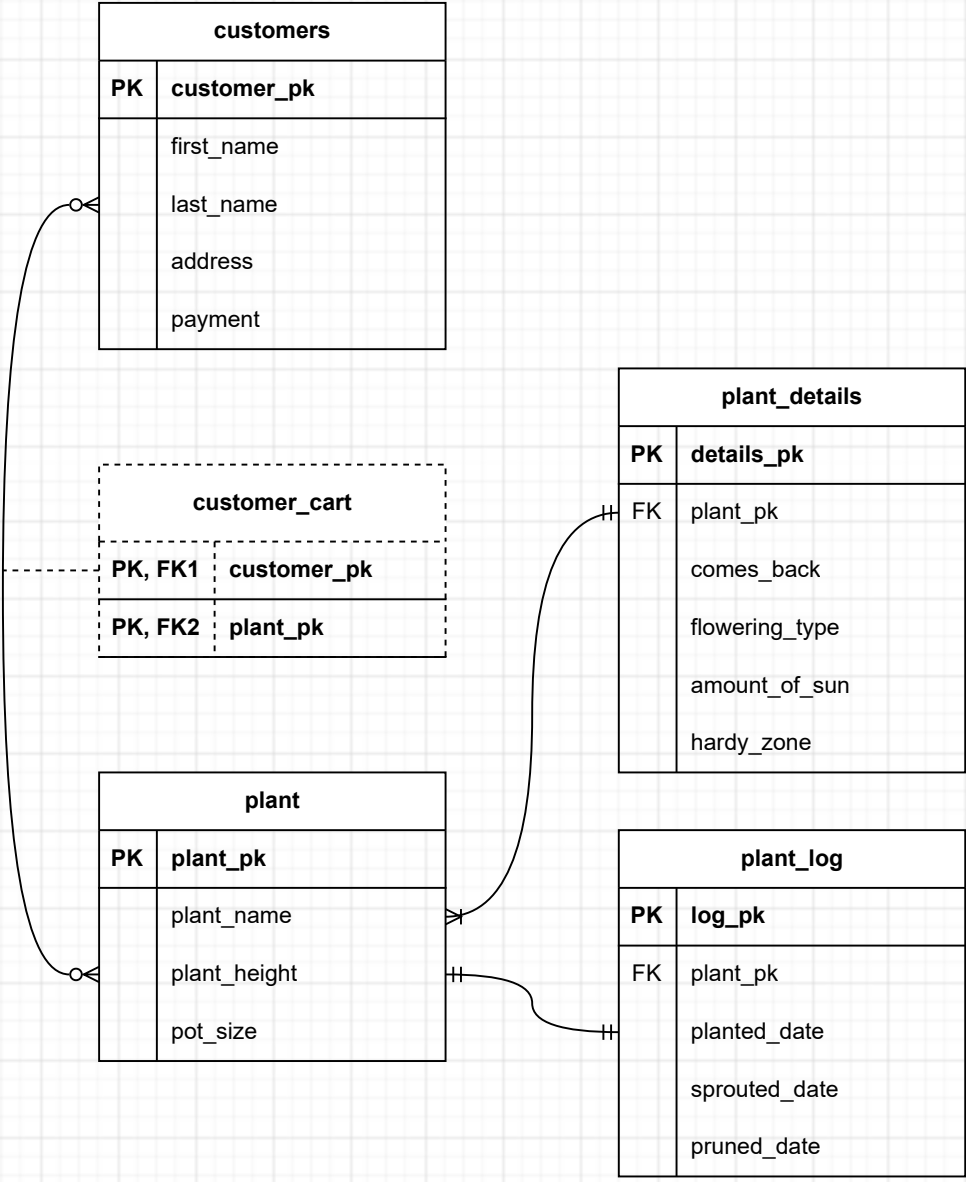 customers
PK customer_pk
first_name
last_name
address
payment
customer_cart
PK, FK1 customer_pk
PK, FK2 plant_pk
plant
PK plant_pk
plant_name
plant_height
pot_size
plant_details
PK details_pk
FK plant_pk
comes_back
flowering_type
amount_of_sun
hardy_zone
plant_log
PK log_pk
FK plant_pk
planted_date
sprouted_date
pruned_date